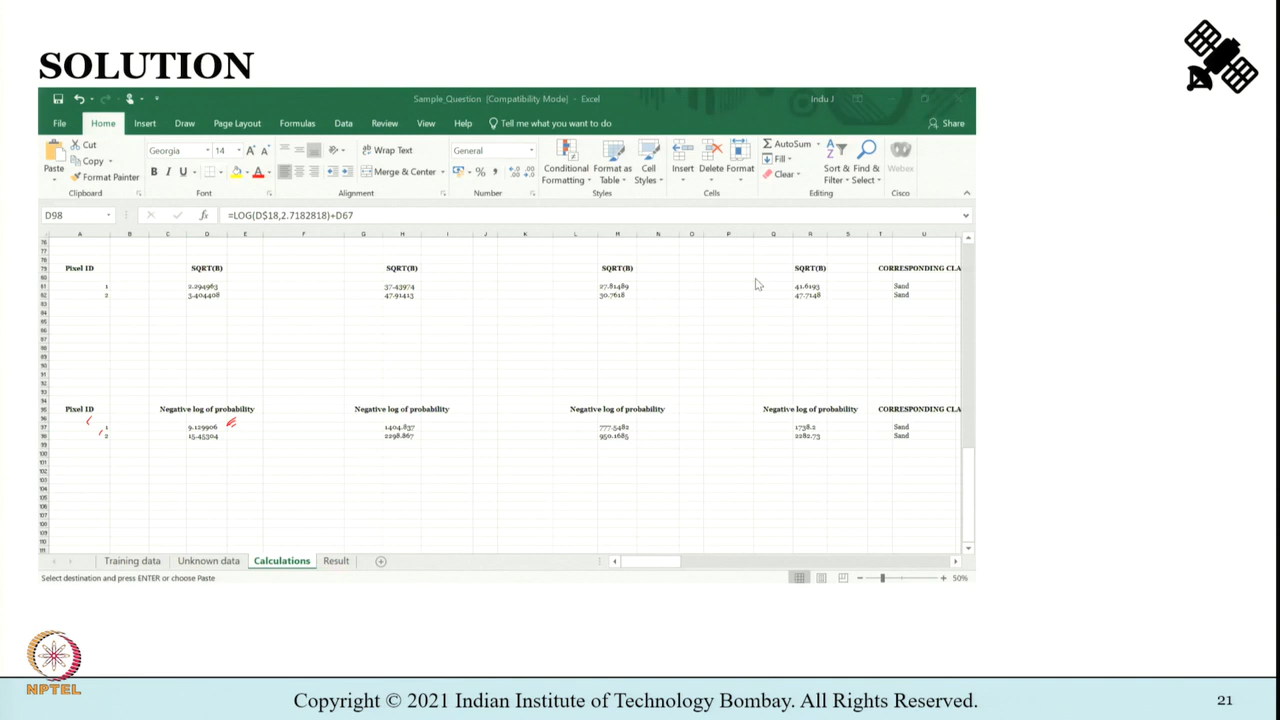 SOLUTION
Sample_Question (Compatibility Mode) - Excel
Indu J
File Home Insert Draw Page Layout Formulas Data Review View Help Tell me what you want to do Share
Paste
Cut
Copy
Format Painter
Clipboard
Georgia 14
B I U
Font
Wrap Text
Merge & Center
Alignment
General
Number
Conditional Formatting
Format as Table
Cell Styles
Styles
Insert Delete Format
Cells
AutoSum
Fill
Clear
Sort & Filter
Find & Select
Editing
Webex
Cisco
D98 fx =LOG(D$18,2.7182818)+D67
A B C D E F G H I J K L M N O P Q R S T U
Pixel ID SQRT(B) SQRT(B) SQRT(B) SQRT(B) CORRESPONDING CLA
1 2.294963 37.43974 27.81489 41.6193 Sand
2 3.404408 47.91413 30.7618 47.7148 Sand
Pixel ID Negative log of probability Negative log of probability Negative log of probability Negative log of probability CORRESPONDING CLA
1 9.129906 1404.837 777.5482 1738.2 Sand
2 15.45304 2298.867 950.1685 2282.73 Sand
Training data Unknown data Calculations Result
Select destination and press ENTER or choose Paste
50%
NPTEL
Copyright © 2021 Indian Institute of Technology Bombay. All Rights Reserved.
21